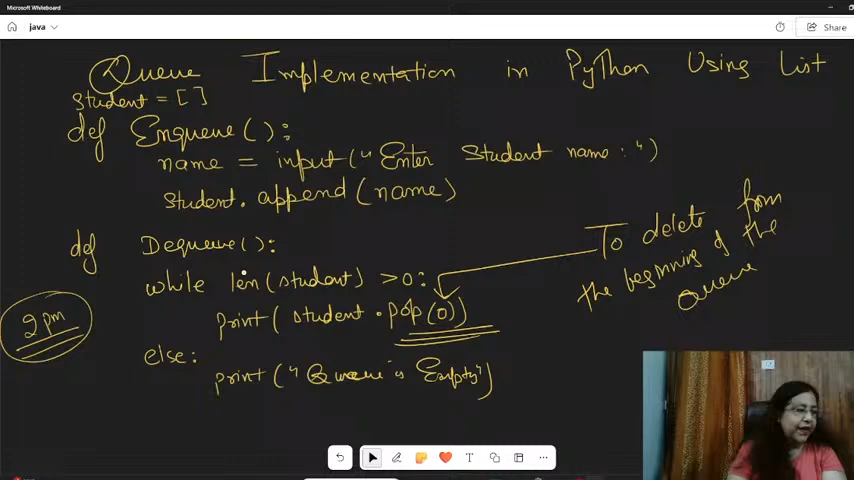 Microsoft Whiteboard
java
Share
Queue Implementation in Python Using List
student = []
def Enqueue():
name = input("Enter Student name : ")
student.append(name)
def Dequeue():
while len(student) >0:
print( student.pop(0))
else:
print("Queue is Empty")
To delete from
the beginning of the
Queue
2 pm